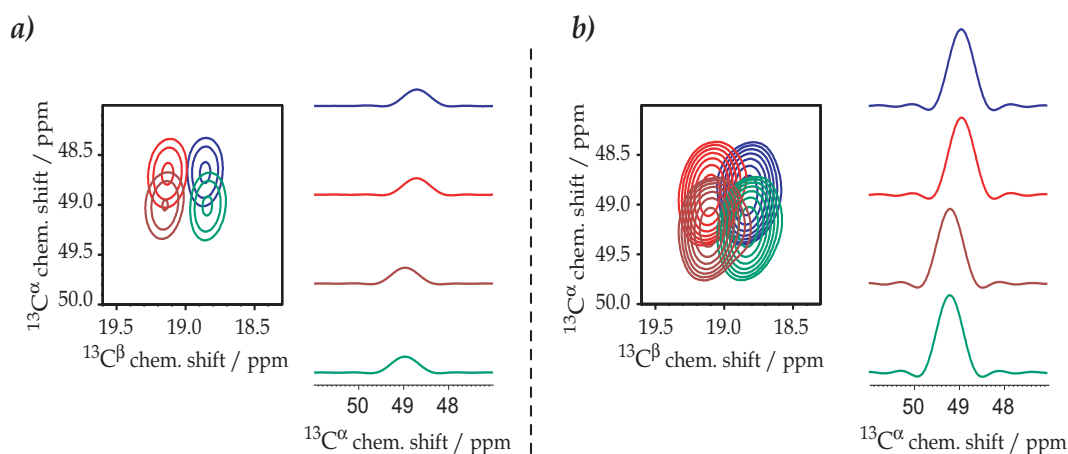 a)
13Cα chem. shift / ppm
48.5
49.0
49.5
50.0
19.5 19.0 18.5
13Cβ chem. shift / ppm
50 49 48
13Cα chem. shift / ppm
b)
13Cα chem. shift / ppm
48.5
49.0
49.5
50.0
19.5 19.0 18.5
13Cβ chem. shift / ppm
50 49 48
13Cα chem. shift / ppm